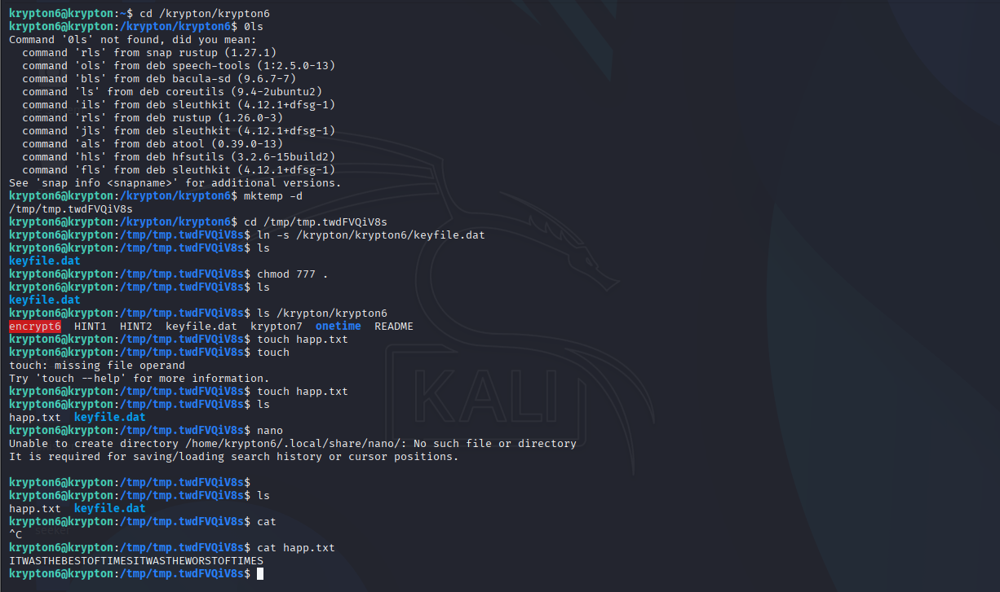 krypton6@krypton:~$ cd /krypton/krypton6
krypton6@krypton:/krypton/krypton6$ 0ls
Command '0ls' not found, did you mean:
  command 'rls' from snap rustup (1.27.1)
  command 'ols' from deb speech-tools (1:2.5.0-13)
  command 'bls' from deb bacula-sd (9.6.7-7)
  command 'ls' from deb coreutils (9.4-2ubuntu2)
  command 'ils' from deb sleuthkit (4.12.1+dfsg-1)
  command 'rls' from deb rustup (1.26.0-3)
  command 'jls' from deb sleuthkit (4.12.1+dfsg-1)
  command 'als' from deb atool (0.39.0-13)
  command 'hls' from deb hfsutils (3.2.6-15build2)
  command 'fls' from deb sleuthkit (4.12.1+dfsg-1)
See 'snap info <snapname>' for additional versions.
krypton6@krypton:/krypton/krypton6$ mktemp -d
/tmp/tmp.twdFVQiV8s
krypton6@krypton:/krypton/krypton6$ cd /tmp/tmp.twdFVQiV8s
krypton6@krypton:/tmp/tmp.twdFVQiV8s$ ln -s /krypton/krypton6/keyfile.dat
krypton6@krypton:/tmp/tmp.twdFVQiV8s$ ls
keyfile.dat
krypton6@krypton:/tmp/tmp.twdFVQiV8s$ chmod 777 .
krypton6@krypton:/tmp/tmp.twdFVQiV8s$ ls
keyfile.dat
krypton6@krypton:/tmp/tmp.twdFVQiV8s$ ls /krypton/krypton6
encrypt6  HINT1  HINT2  keyfile.dat  krypton7  onetime  README
krypton6@krypton:/tmp/tmp.twdFVQiV8s$ touch happ.txt
krypton6@krypton:/tmp/tmp.twdFVQiV8s$ touch
touch: missing file operand
Try 'touch --help' for more information.
krypton6@krypton:/tmp/tmp.twdFVQiV8s$ touch happ.txt
krypton6@krypton:/tmp/tmp.twdFVQiV8s$ ls
happ.txt  keyfile.dat
krypton6@krypton:/tmp/tmp.twdFVQiV8s$ nano
Unable to create directory /home/krypton6/.local/share/nano/: No such file or directory
It is required for saving/loading search history or cursor positions.
krypton6@krypton:/tmp/tmp.twdFVQiV8s$
krypton6@krypton:/tmp/tmp.twdFVQiV8s$ ls
happ.txt  keyfile.dat
krypton6@krypton:/tmp/tmp.twdFVQiV8s$ cat
^C
krypton6@krypton:/tmp/tmp.twdFVQiV8s$ cat happ.txt
ITWASTHEBESTOFTIMESITWASTHEWORSTOFTIMES
krypton6@krypton:/tmp/tmp.twdFVQiV8s$
KALI